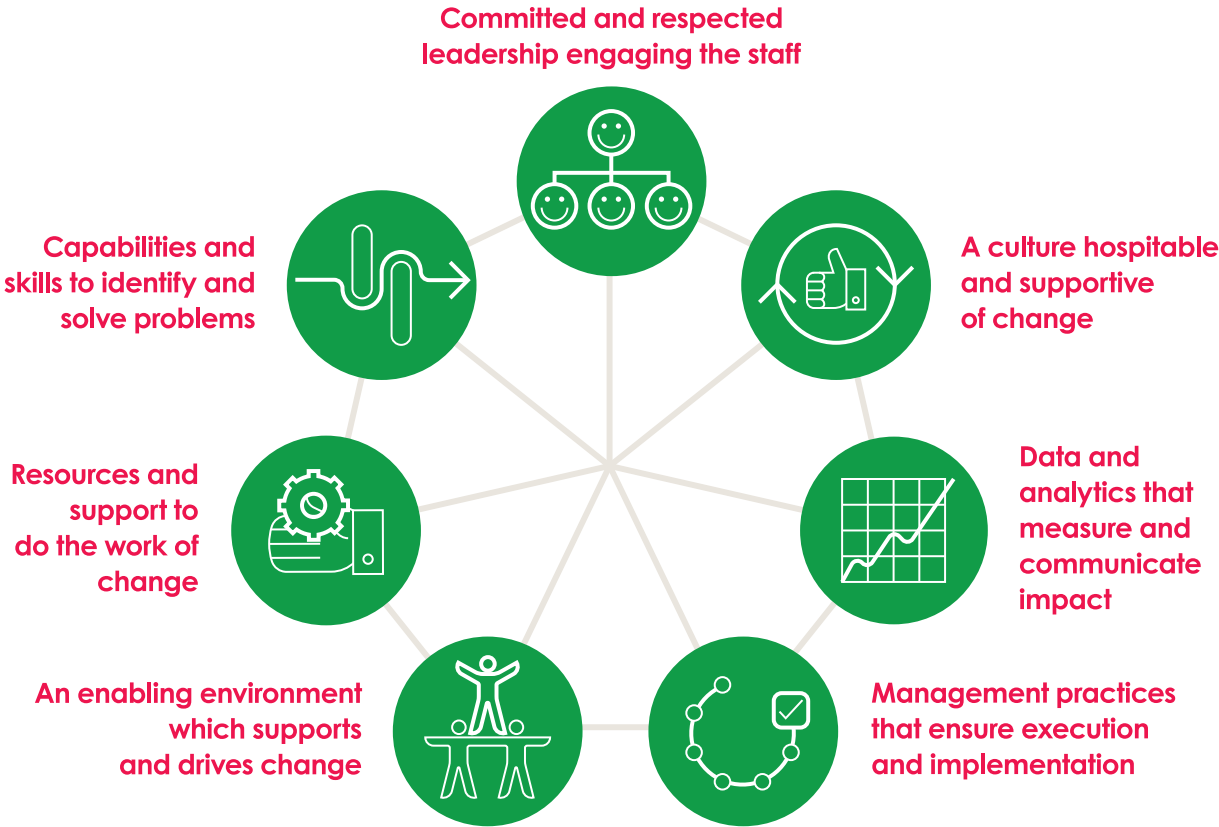 Committed and respected
leadership engaging the staff
Capabilities and
skills to identify and
solve problems
A culture hospitable
and supportive
of change
Resources and
support to
do the work of
change
Data and
analytics that
measure and
communicate
impact
An enabling environment
which supports
and drives change
Management practices
that ensure execution
and implementation